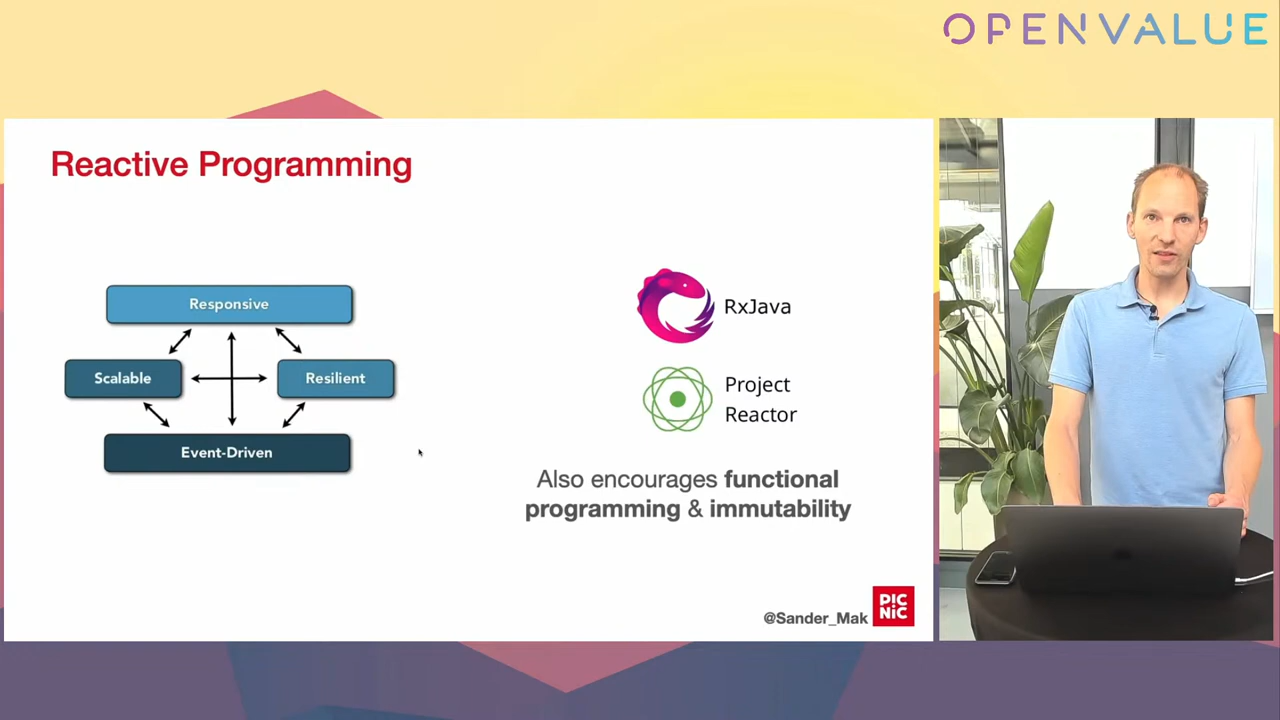 OPENVALUE
Reactive Programming
Responsive
Scalable
Resilient
Event-Driven
RxJava
Project
Reactor
Also encourages functional
programming & immutability
@Sander_Mak
PIC
NIC